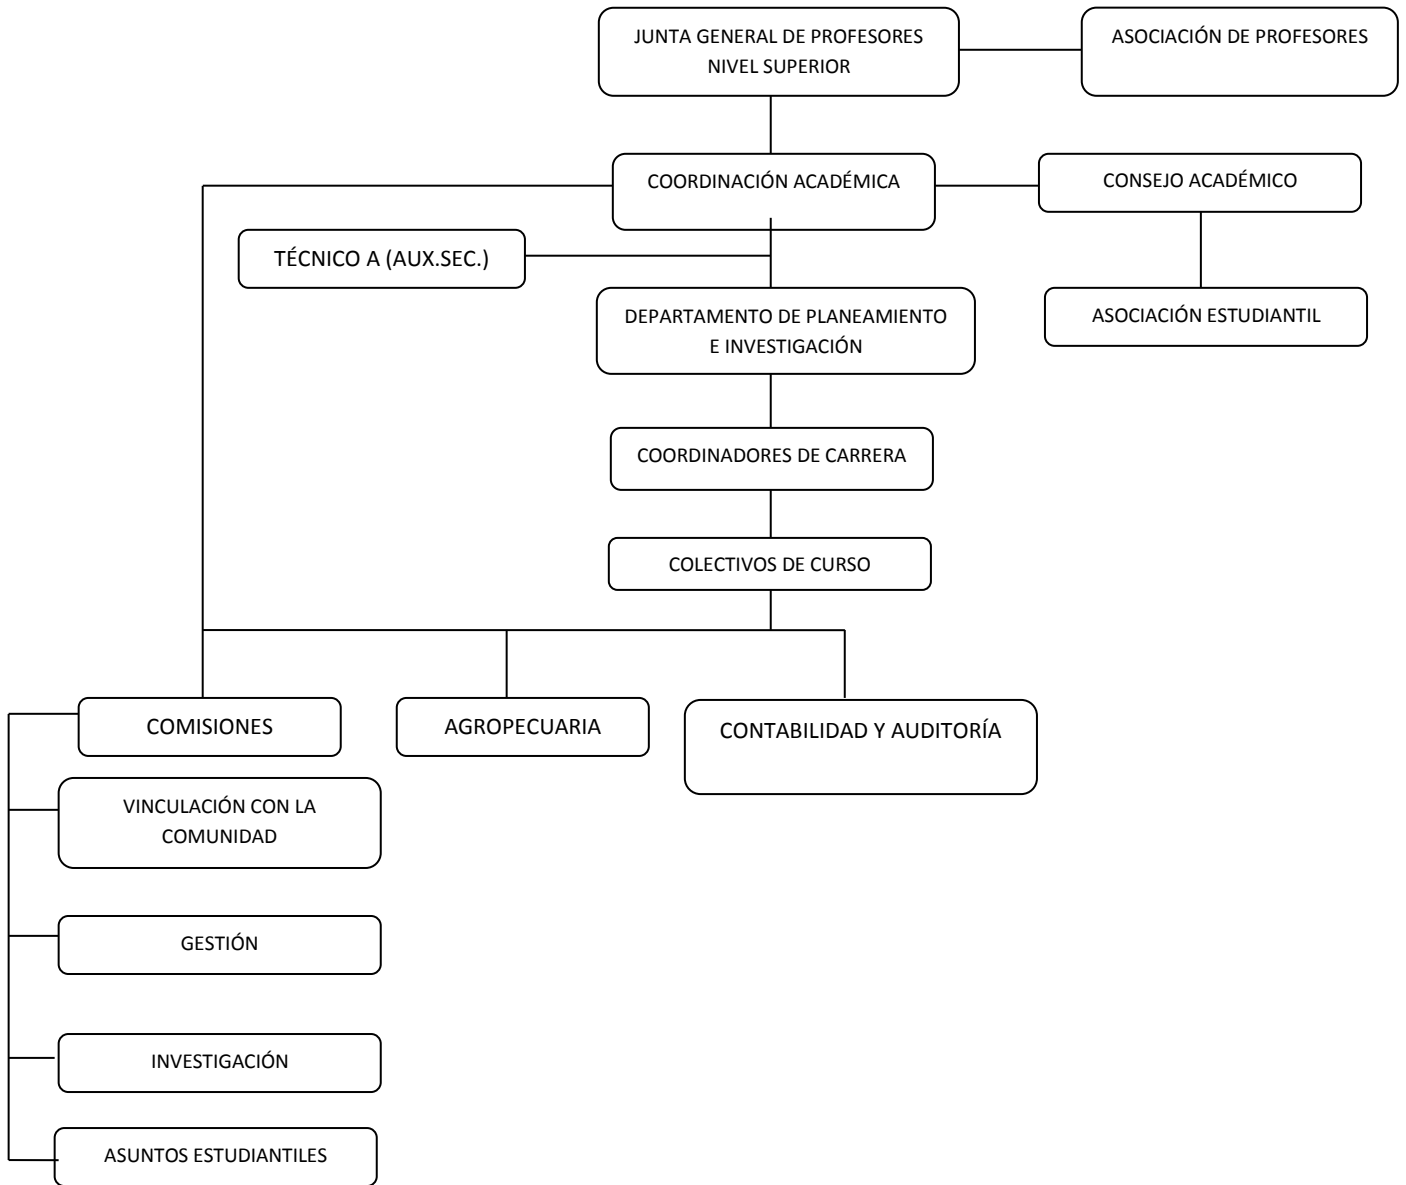 JUNTA GENERAL DE PROFESORES
NIVEL SUPERIOR
ASOCIACIÓN DE PROFESORES
COORDINACIÓN ACADÉMICA
CONSEJO ACADÉMICO
TÉCNICO A (AUX.SEC.)
DEPARTAMENTO DE PLANEAMIENTO
E INVESTIGACIÓN
ASOCIACIÓN ESTUDIANTIL
COORDINADORES DE CARRERA
COLECTIVOS DE CURSO
COMISIONES
AGROPECUARIA
CONTABILIDAD Y AUDITORÍA
VINCULACIÓN CON LA
COMUNIDAD
GESTIÓN
INVESTIGACIÓN
ASUNTOS ESTUDIANTILES